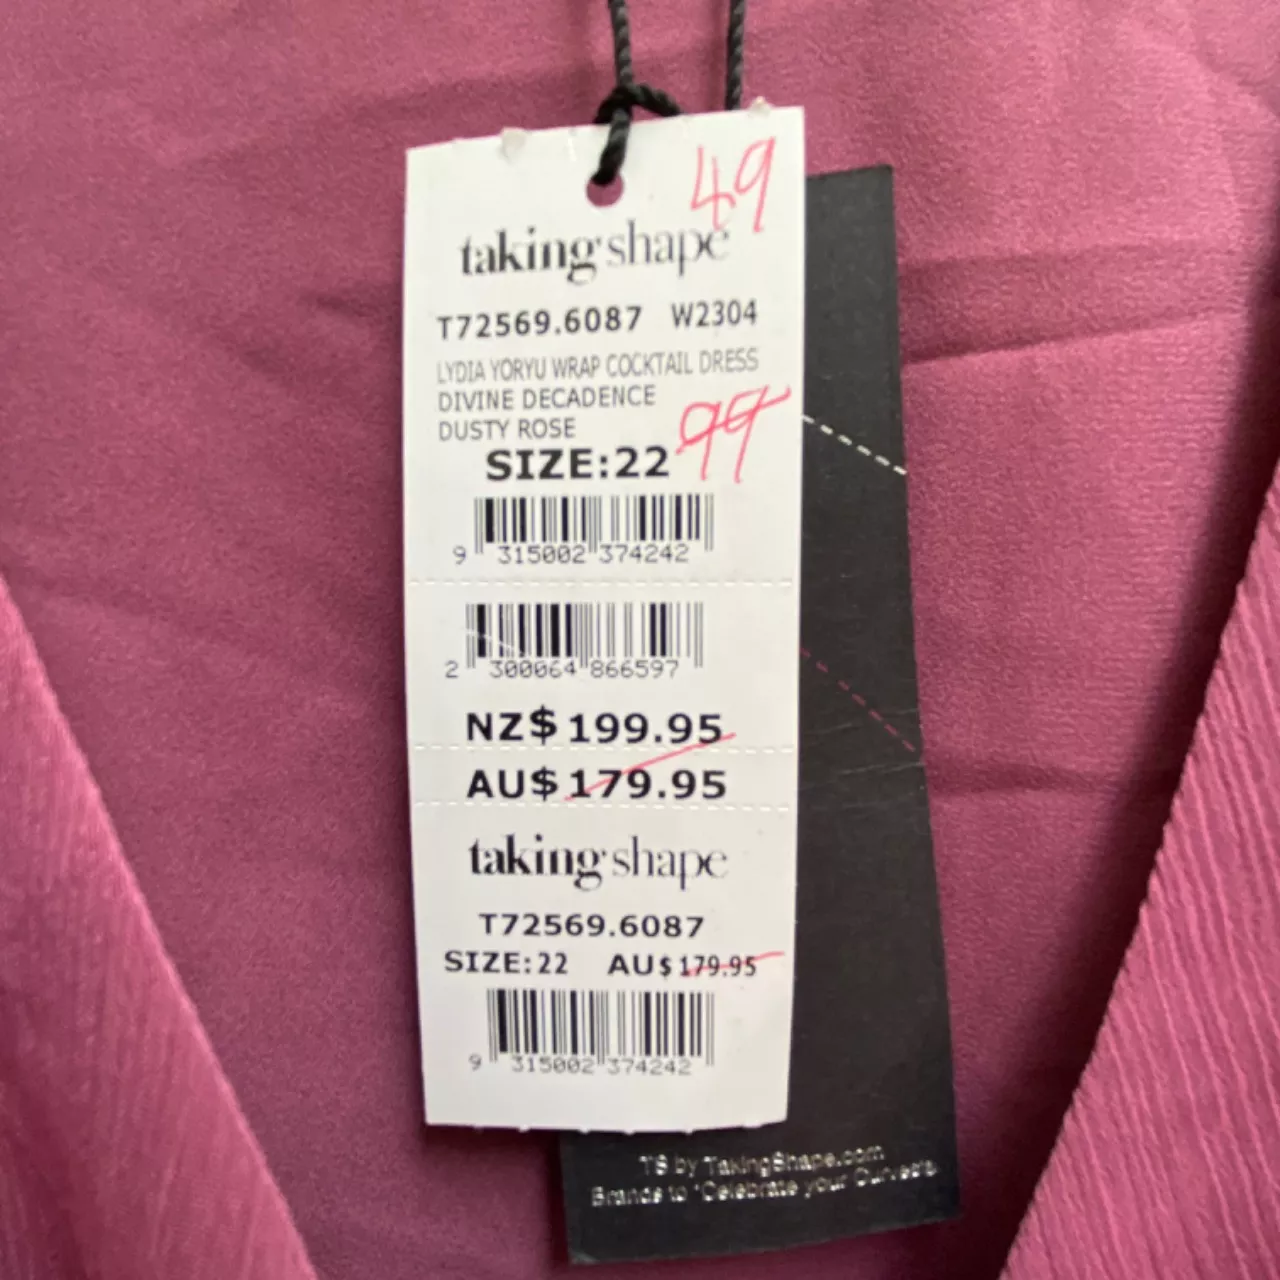 49
taking shape
T72569.6087 W2304
LYDIA YORYU WRAP COCKTAIL DRESS
DIVINE DECADENCE
DUSTY ROSE
99
SIZE:22
9 315002 374242
2 300064 866597
NZ$199.95
AU$179.95
taking shape
T72569.6087
SIZE:22 AU$179.95
9 315002 374242
TS by TakingShape.com
Brands to "Celebrate your Curves"®